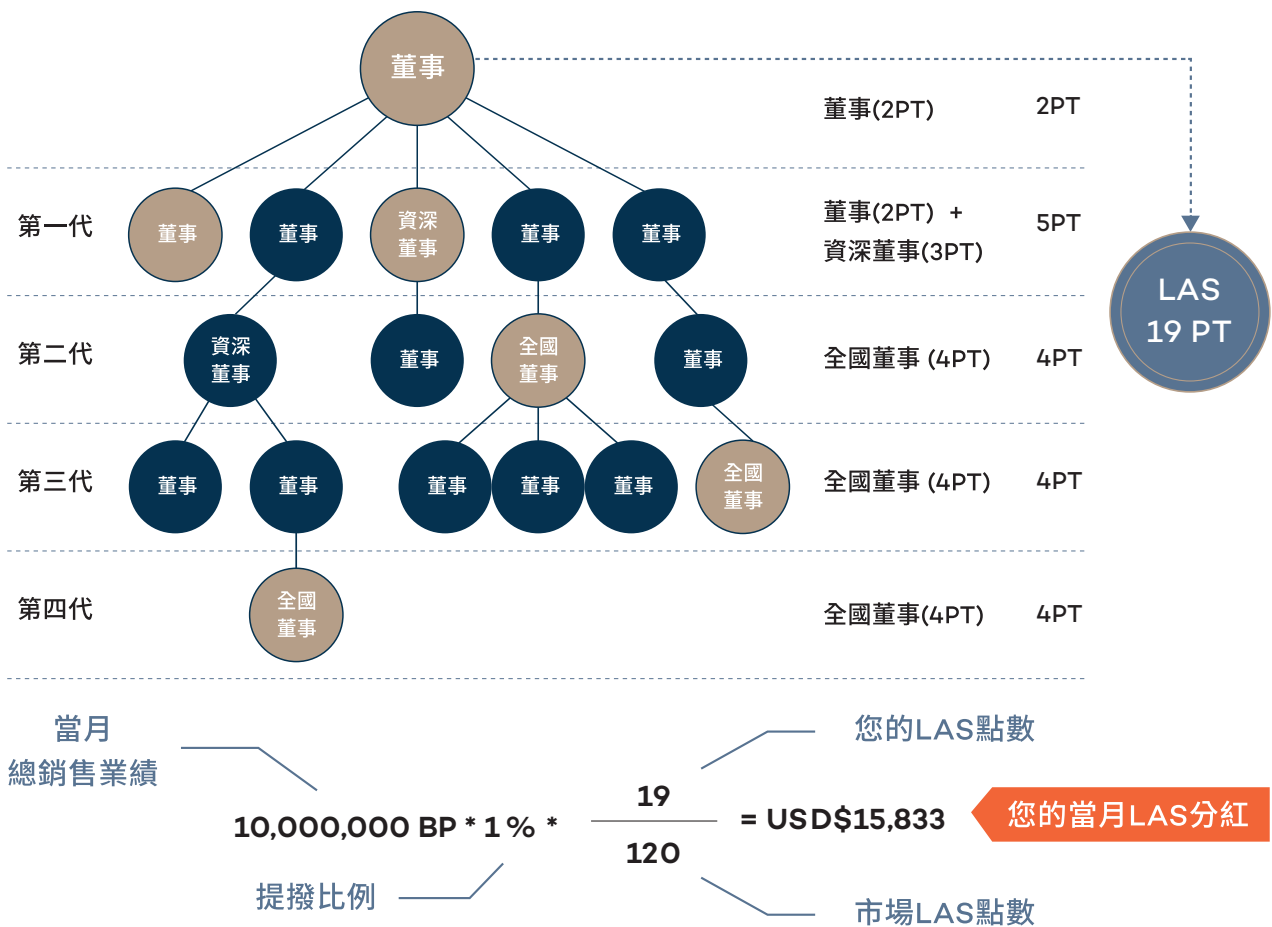 董事
董事(2PT)
2PT
第一代
董事
董事
資深
董事
董事
董事
董事(2PT) +
資深董事(3PT)
5PT
LAS
19 PT
第二代
資深
董事
董事
全國
董事
董事
全國董事 (4PT)
4PT
第三代
董事
董事
董事
董事
董事
全國
董事
全國董事 (4PT)
4PT
第四代
全國
董事
全國董事(4PT)
4PT
當月
總銷售業績
您的LAS點數
10,000,000 BP * 1 % *
19
120
= USD$15,833
您的當月LAS分紅
提撥比例
市場LAS點數